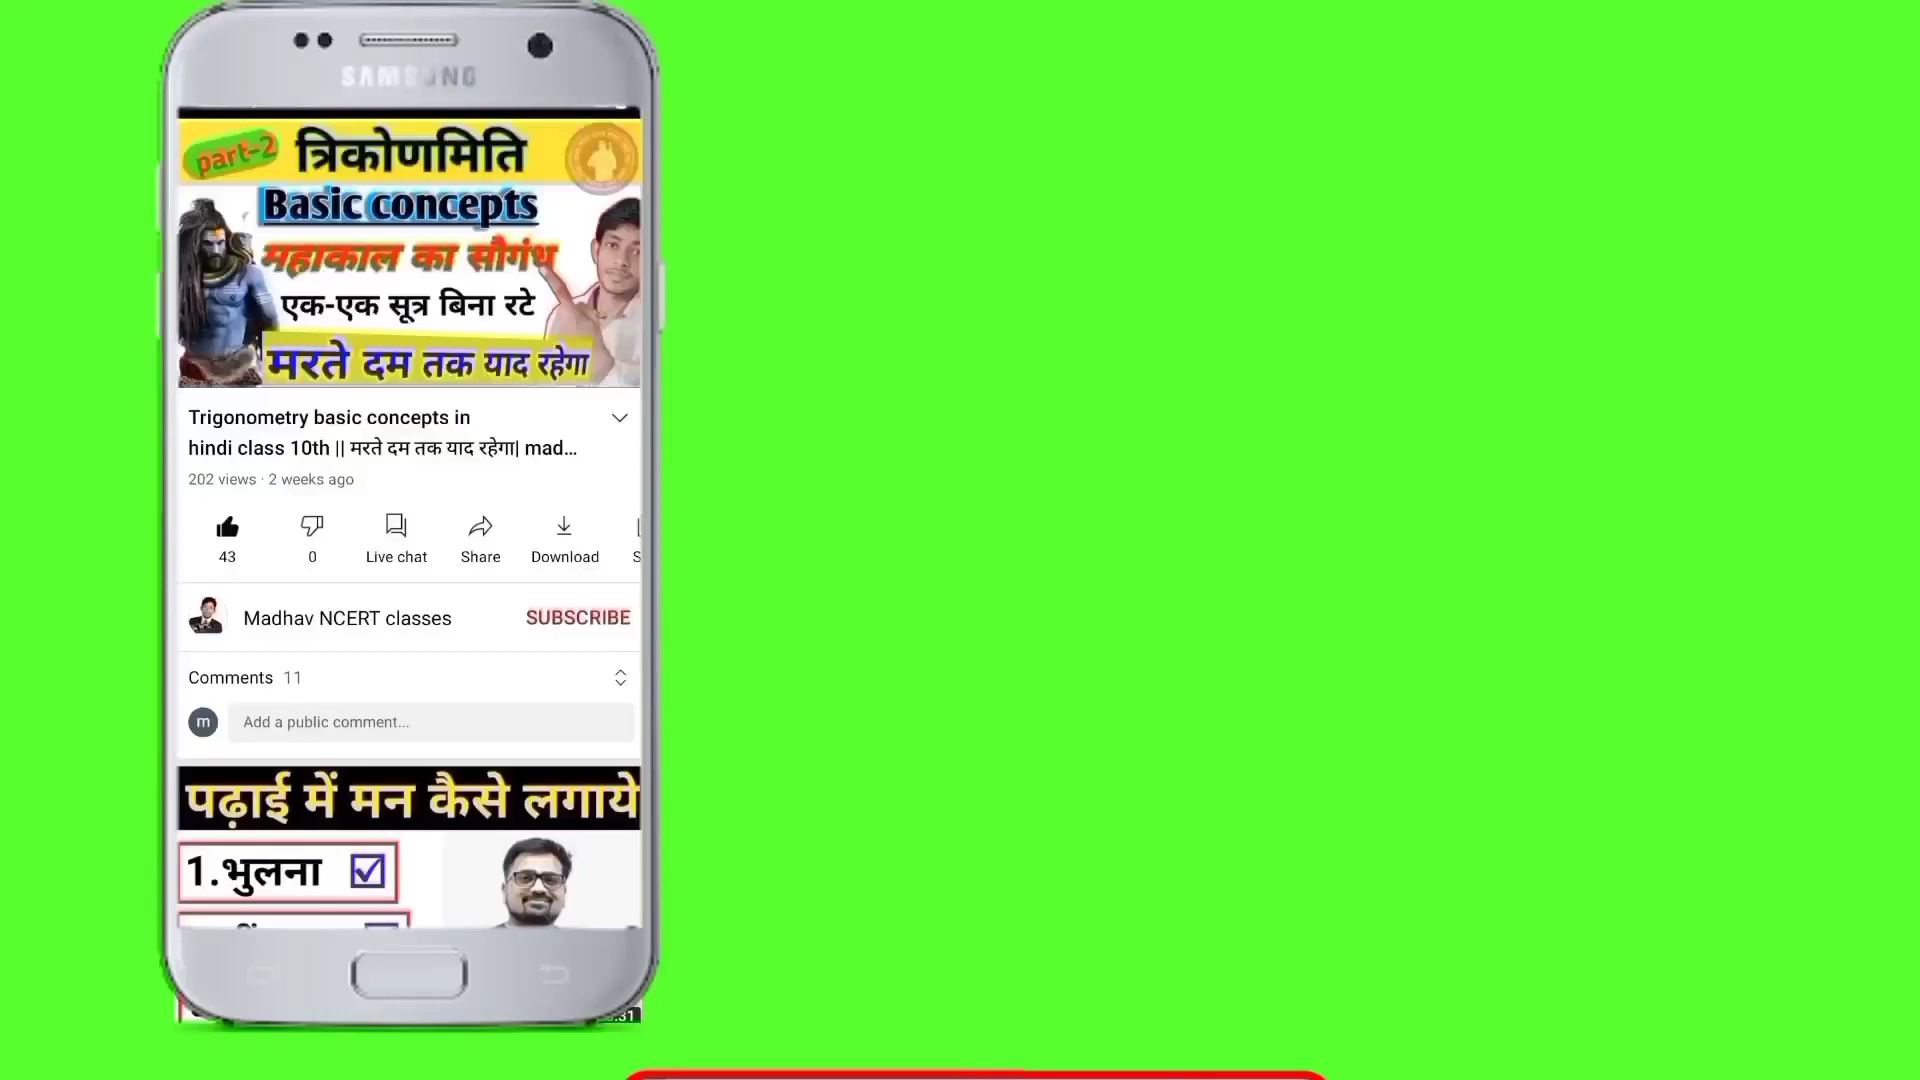 SAMSUNG
part-2
त्रिकोणमिति
Basic concepts
महाकाल का सौगंध
एक-एक सूत्र बिना रटे
मरते दम तक याद रहेगा
Trigonometry basic concepts in
hindi class 10th || मरते दम तक याद रहेगा| mad...
202 views · 2 weeks ago
43
0
Live chat
Share
Download
Madhav NCERT classes
SUBSCRIBE
Comments 11
m
Add a public comment...
पढ़ाई में मन कैसे लगाये
1.भुलना